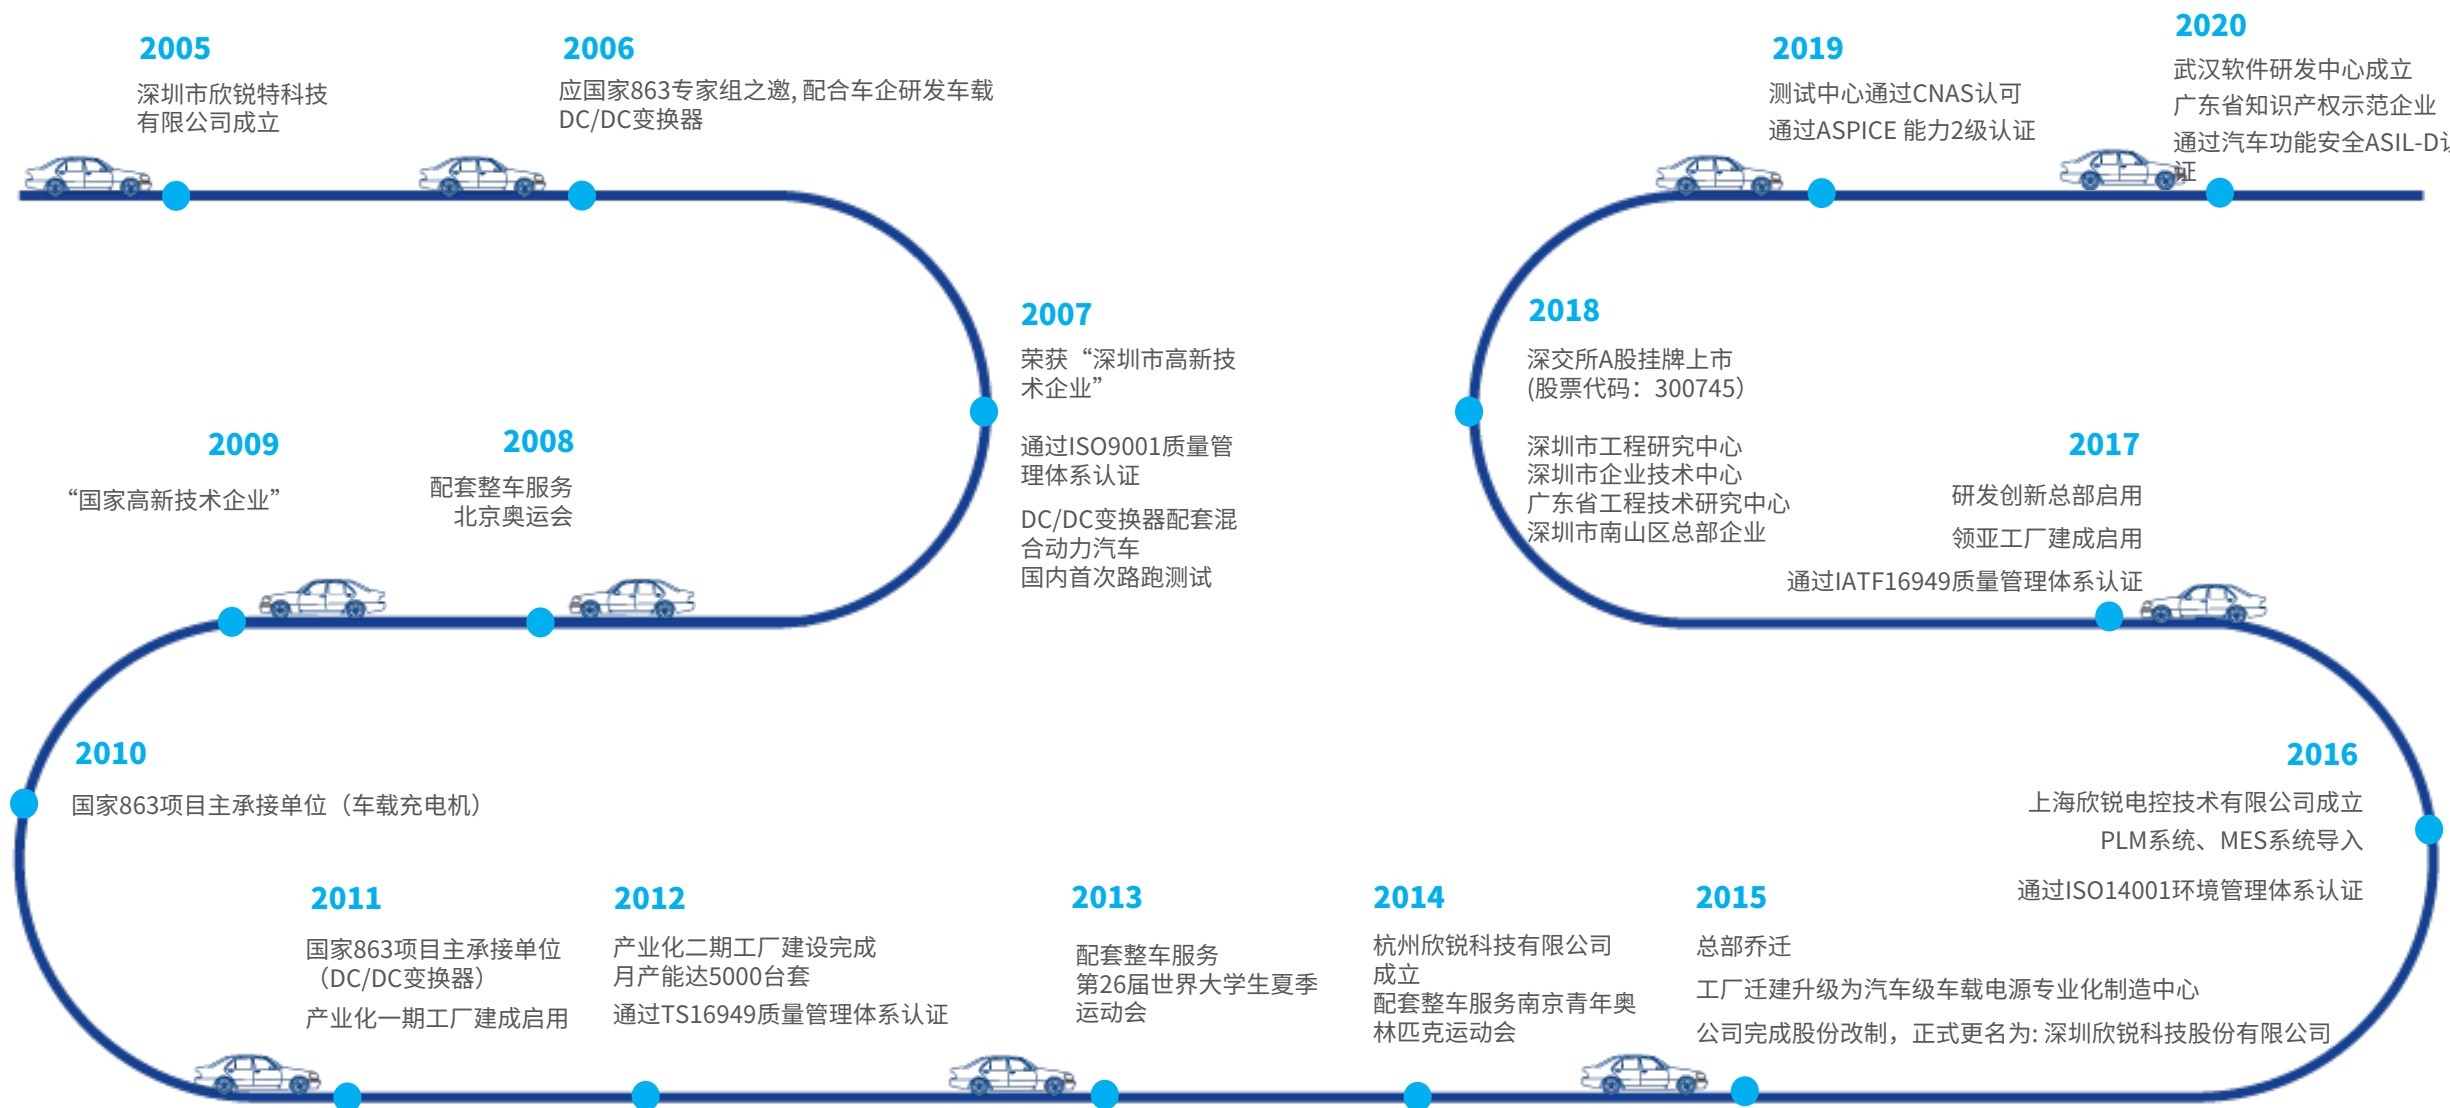 2005
深圳市欣锐特科技
有限公司成立
2006
应国家863专家组之邀, 配合车企研发车载
DC/DC变换器
2007
荣获“深圳市高新技
术企业”
通过ISO9001质量管
理体系认证
DC/DC变换器配套混
合动力汽车
国内首次路跑测试
2008
配套整车服务
北京奥运会
2009
“国家高新技术企业”
2010
国家863项目主承接单位（车载充电机）
2011
国家863项目主承接单位
（DC/DC变换器）
产业化一期工厂建成启用
2012
产业化二期工厂建设完成
月产能达5000台套
通过TS16949质量管理体系认证
2013
配套整车服务
第26届世界大学生夏季
运动会
2014
杭州欣锐科技有限公司
成立
配套整车服务南京青年奥
林匹克运动会
2015
总部乔迁
工厂迁建升级为汽车级车载电源专业化制造中心
公司完成股份改制，正式更名为: 深圳欣锐科技股份有限公司
2016
上海欣锐电控技术有限公司成立
PLM系统、MES系统导入
通过ISO14001环境管理体系认证
2017
研发创新总部启用
领亚工厂建成启用
通过IATF16949质量管理体系认证
2018
深交所A股挂牌上市
(股票代码：300745）
深圳市工程研究中心
深圳市企业技术中心
广东省工程技术研究中心
深圳市南山区总部企业
2019
测试中心通过CNAS认可
通过ASPICE 能力2级认证
2020
武汉软件研发中心成立
广东省知识产权示范企业
通过汽车功能安全ASIL-D认
证